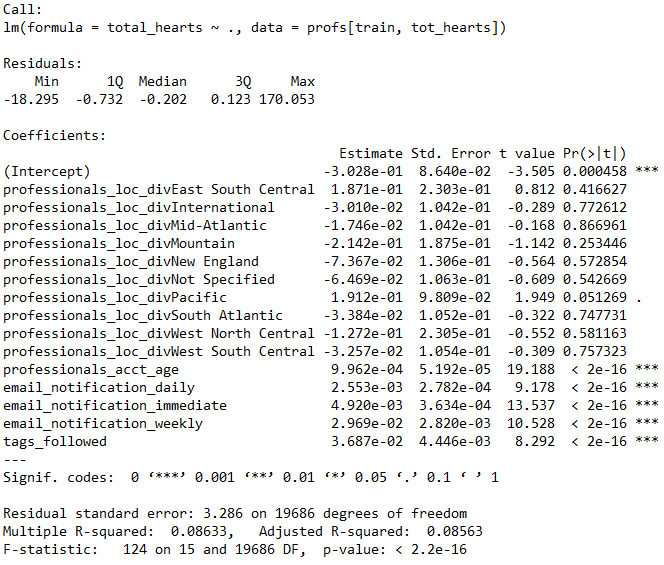 Call:
lm(formula = total_hearts ~ ., data = profs[train, tot_hearts])
Residuals:
Min 1Q Median 3Q Max
-18.295 -0.732 -0.202 0.123 170.053
Coefficients:
Estimate Std. Error t value Pr(>|t|)
(Intercept) -3.028e-01 8.640e-02 -3.505 0.000458 ***
professionals_loc_divEast South Central 1.871e-01 2.303e-01 0.812 0.416627
professionals_loc_divInternational -3.010e-02 1.042e-01 -0.289 0.772612
professionals_loc_divMid-Atlantic -1.746e-02 1.042e-01 -0.168 0.866961
professionals_loc_divMountain -2.142e-01 1.875e-01 -1.142 0.253446
professionals_loc_divNew England -7.367e-02 1.306e-01 -0.564 0.572854
professionals_loc_divNot Specified -6.469e-02 1.063e-01 -0.609 0.542669
professionals_loc_divPacific 1.912e-01 9.809e-02 1.949 0.051269 .
professionals_loc_divSouth Atlantic -3.384e-02 1.052e-01 -0.322 0.747731
professionals_loc_divWest North Central -1.272e-01 2.305e-01 -0.552 0.581163
professionals_loc_divWest South Central -3.257e-02 1.054e-01 -0.309 0.757323
professionals_acct_age 9.962e-04 5.192e-05 19.188 < 2e-16 ***
email_notification_daily 2.553e-03 2.782e-04 9.178 < 2e-16 ***
email_notification_immediate 4.920e-03 3.634e-04 13.537 < 2e-16 ***
email_notification_weekly 2.969e-02 2.820e-03 10.528 < 2e-16 ***
tags_followed 3.687e-02 4.446e-03 8.292 < 2e-16 ***
---
Signif. codes: 0 ‘***’ 0.001 ‘**’ 0.01 ‘*’ 0.05 ‘.’ 0.1 ‘ ’ 1
Residual standard error: 3.286 on 19686 degrees of freedom
Multiple R-squared: 0.08633, Adjusted R-squared: 0.08563
F-statistic: 124 on 15 and 19686 DF, p-value: < 2.2e-16